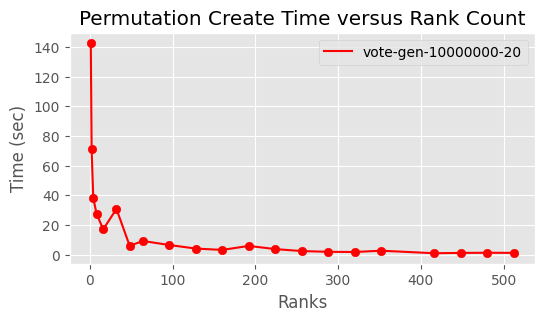 Permutation Create Time versus Rank Count
vote-gen-10000000-20
Time (sec)
140
120
100
80
60
40
20
0
0 100 200 300 400 500
Ranks